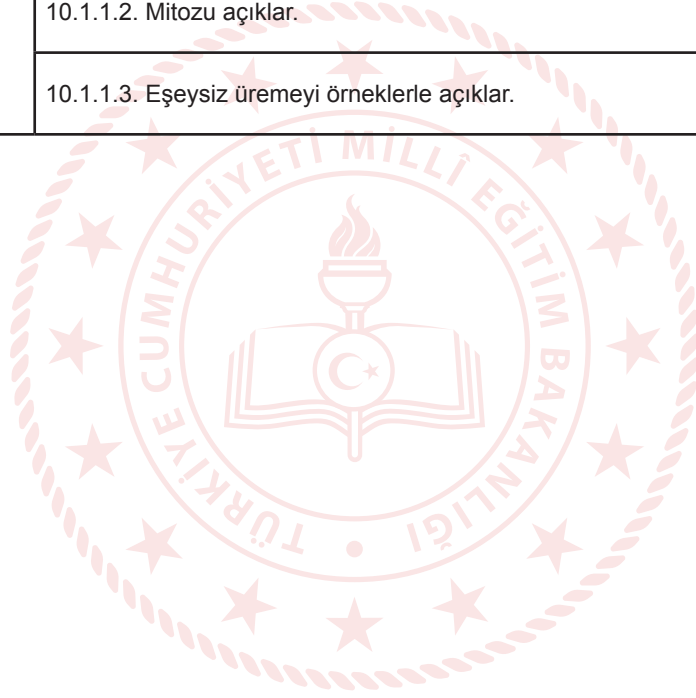 10.1.1.2. Mitozu açıklar.
10.1.1.3. Eşeysiz üremeyi örneklerle açıklar.
TÜRKİYE CUMHURİYETİ MİLLÎ EĞİTİM BAKANLIĞI